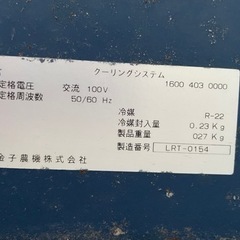 クーリングシステム 1600 403 0000
定格電圧 交流 100V
定格周波数 50/60 Hz
冷媒 R-22
冷媒封入量 0.23 Kg
製品重量 027 Kg
製造番号 LRT-0154
金子農機株式会社